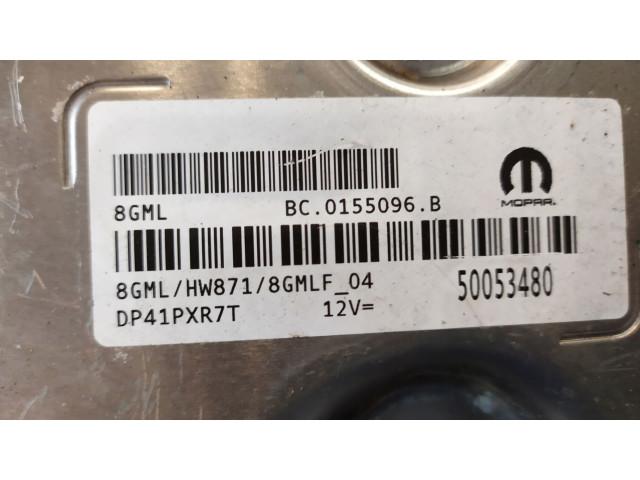 8GML BC.0155096.B
MOPAR.
8GML/HW871/8GMLF_04 50053480
DP41PXR7T 12V=